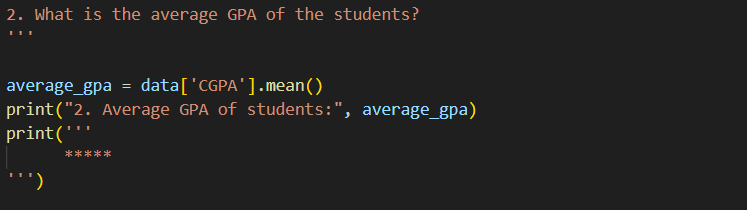 2. What is the average GPA of the students?
'''
average_gpa = data['CGPA'].mean()
print("2. Average GPA of students:", average_gpa)
print('''
*****
''')